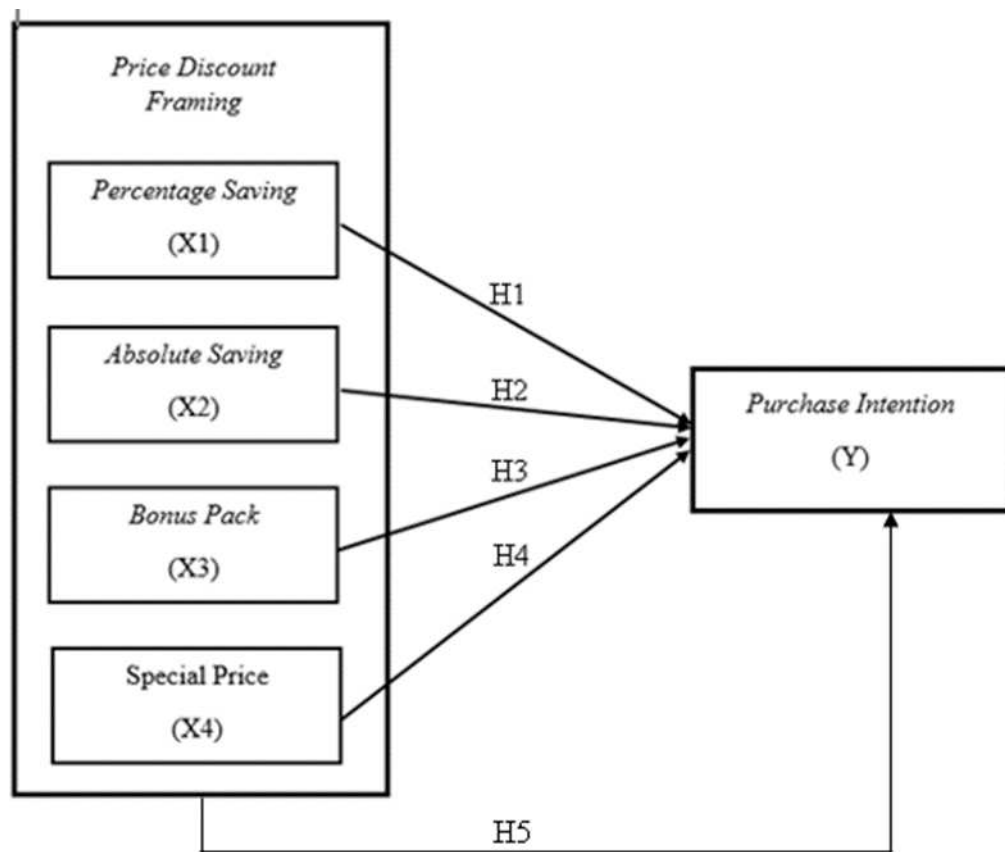 Price Discount
Framing
Percentage Saving
(X1)
H1
Absolute Saving
(X2)
H2
Purchase Intention
(Y)
Bonus Pack
(X3)
H3
H4
Special Price
(X4)
H5